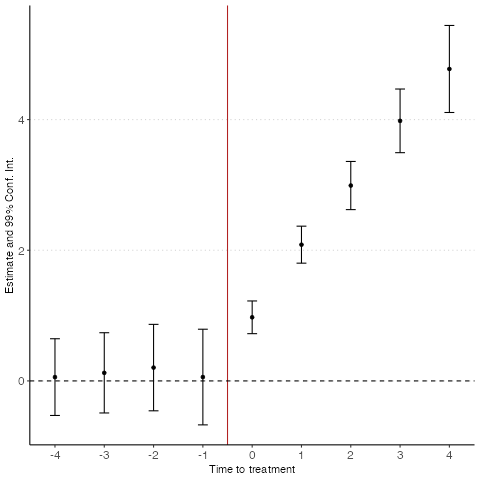 Estimate and 99% Conf. Int.
4
2
0
-4 -3 -2 -1 0 1 2 3 4
Time to treatment